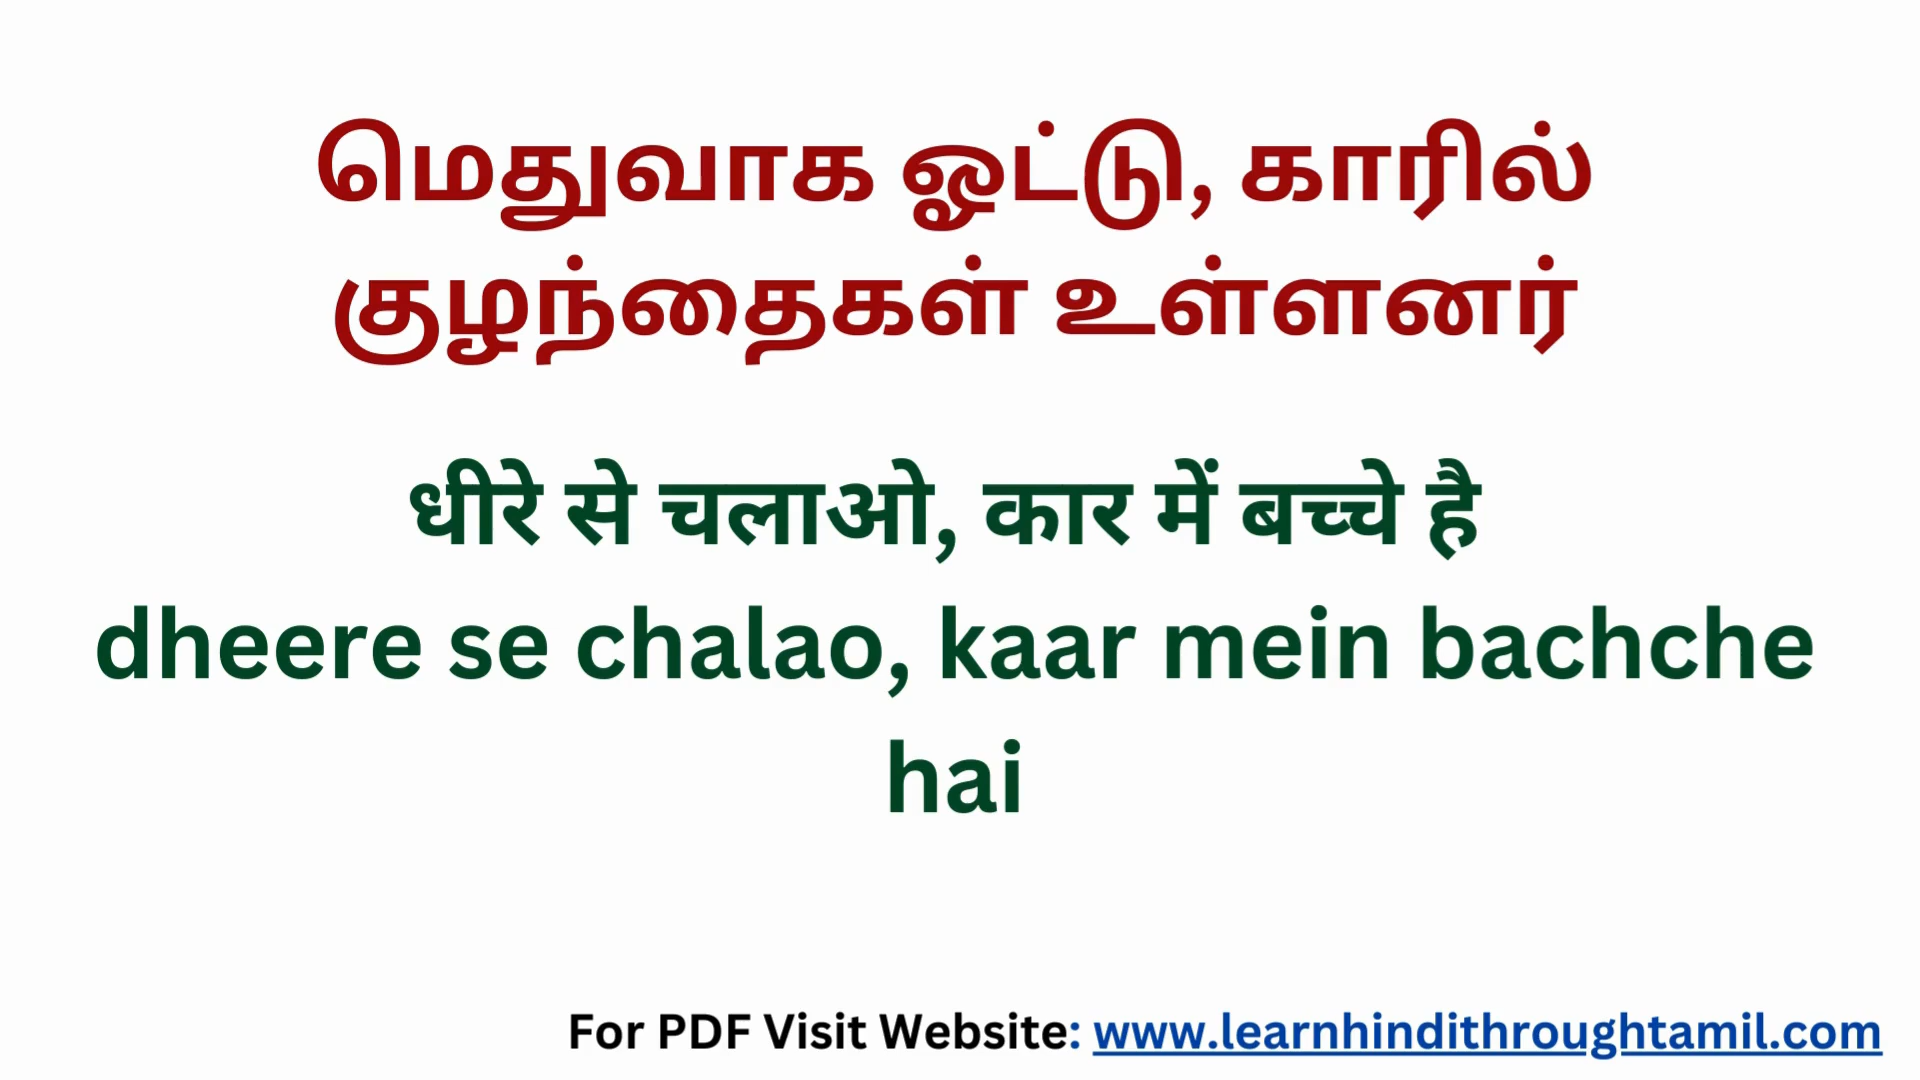 மெதுவாக ஓட்டு, காரில்
குழந்தைகள் உள்ளனர்
धीरे से चलाओ, कार में बच्चे है
dheere se chalao, kaar mein bachche
hai
For PDF Visit Website: www.learnhindithroughtamil.com